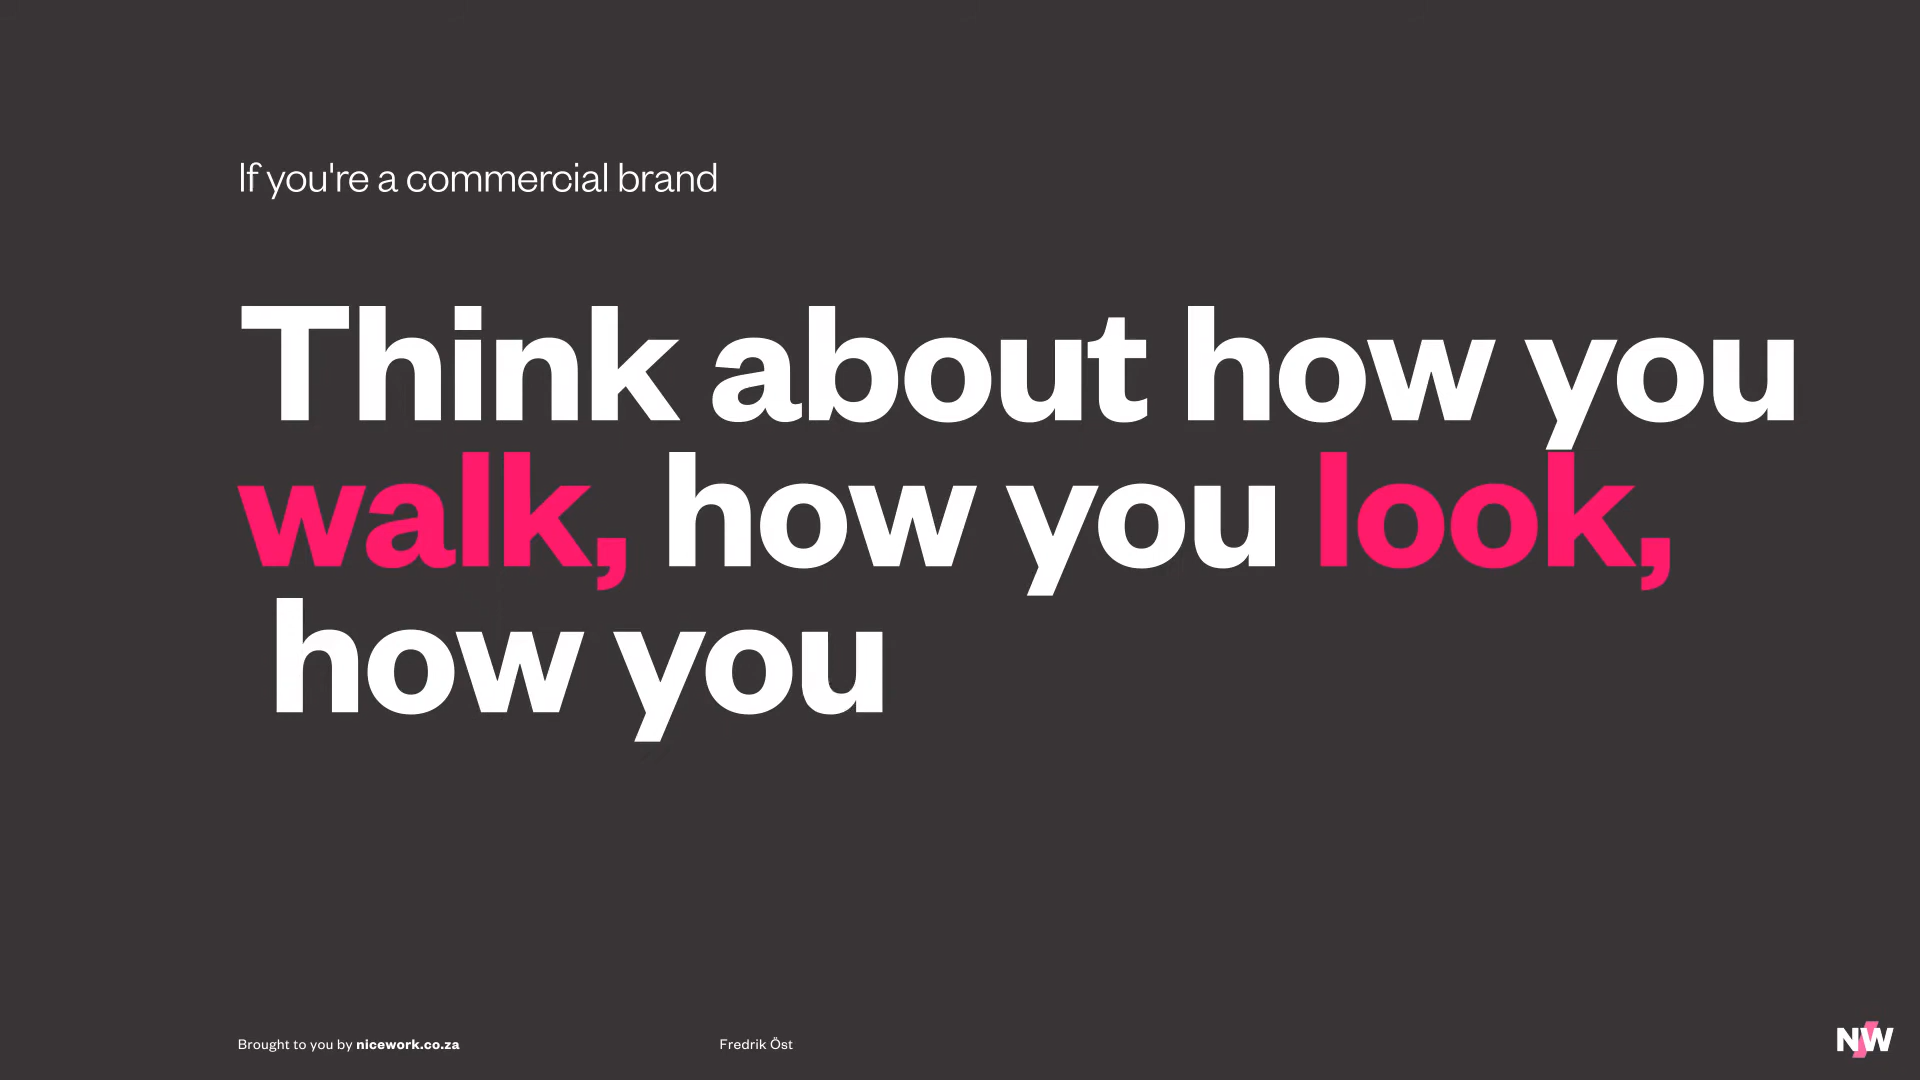 If you're a commercial brand
Think about how you
walk, how you look,
how you
Brought to you by nicework.co.za
Fredrik Öst
NW